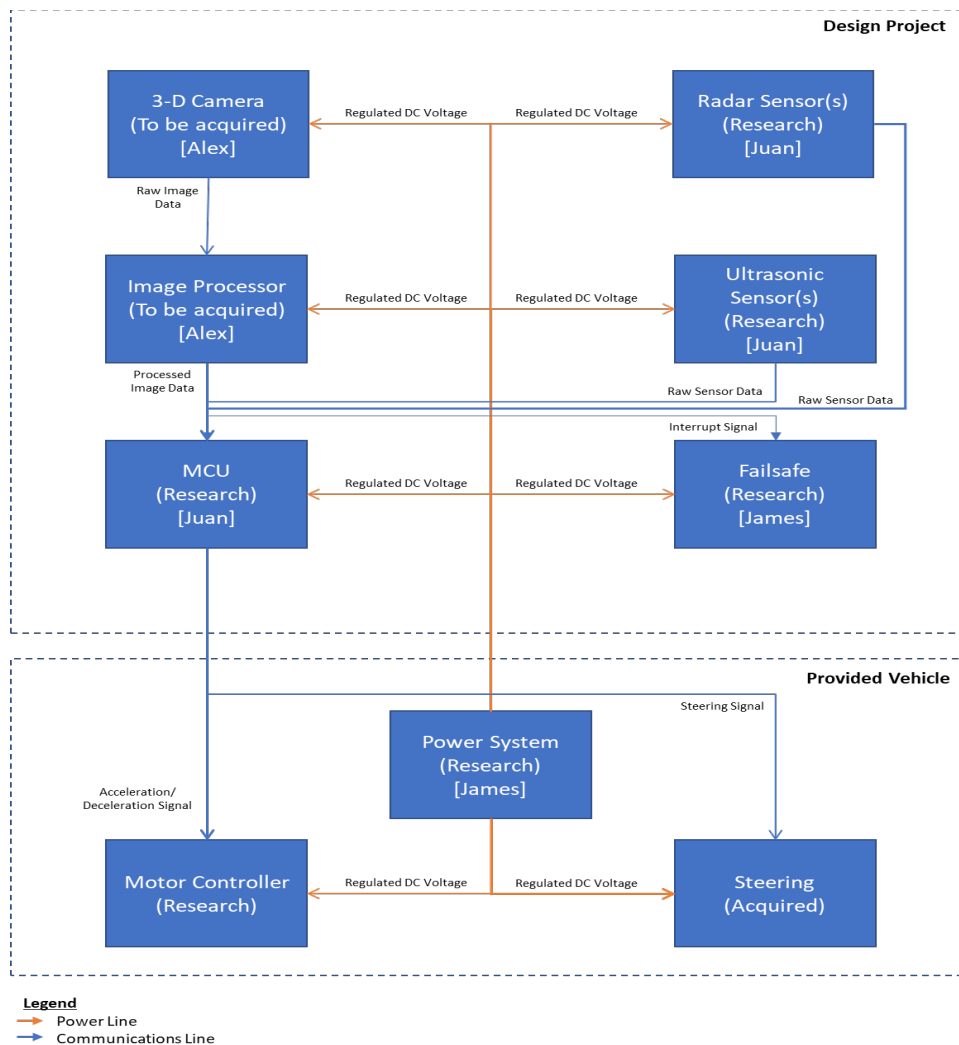 Design Project
3-D Camera
(To be acquired)
[Alex]
Regulated DC Voltage
Regulated DC Voltage
Radar Sensor(s)
(Research)
[Juan]
Raw Image
Data
Image Processor
(To be acquired)
[Alex]
Regulated DC Voltage
Regulated DC Voltage
Ultrasonic
Sensor(s)
(Research)
[Juan]
Processed
Image Data
Raw Sensor Data
Raw Sensor Data
Interrupt Signal
MCU
(Research)
[Juan]
Regulated DC Voltage
Regulated DC Voltage
Failsafe
(Research)
[James]
Provided Vehicle
Steering Signal
Power System
(Research)
[James]
Acceleration/
Deceleration Signal
Motor Controller
(Research)
Regulated DC Voltage
Regulated DC Voltage
Steering
(Acquired)
Legend
Power Line
Communications Line